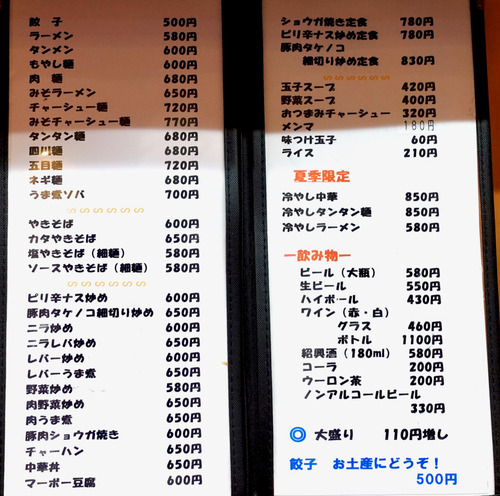 餃子 500円
ラーメン 580円
タンメン 600円
もやし麺 600円
肉麺 680円
みそラーメン 650円
チャーシュー麺 720円
みそチャーシュー麺 770円
タンタン麺 680円
四川麺 680円
五目麺 720円
ネギ麺 680円
うま煮ソバ 700円
SSSSSSS
やきそば 600円
カタやきそば 650円
塩やきそば（細麺） 580円
ソースやきそば（細麺） 580円
SSSSSSS
ピリ辛ナス炒め 600円
豚肉タケノコ細切り炒め 650円
ニラ炒め 600円
ニラレバ炒め 650円
レバー炒め 600円
レバーうま煮 650円
野菜炒め 580円
肉野菜炒め 650円
肉うま煮 650円
豚肉ショウガ焼き 600円
チャーハン 650円
中華丼 650円
マーボー豆腐 600円
ショウガ焼き定食 780円
ピリ辛ナス炒め定食 780円
豚肉タケノコ
細切り炒め定食 830円
SSSSSS
玉子スープ 420円
野菜スープ 400円
おつまみチャーシュー 320円
メンマ 180円
味つけ玉子 60円
ライス 210円
夏季限定
冷やし中華 850円
冷やしタンタン麺 850円
冷やしラーメン 580円
ー飲み物ー
ビール（大瓶） 580円
生ビール 550円
ハイボール 430円
ワイン（赤・白）
グラス 460円
ボトル 1100円
紹興酒（180ml） 580円
コーラ 200円
ウーロン茶 200円
ノンアルコールビール
330円
◎ 大盛り 110円増し
餃子 お土産にどうぞ！
500円